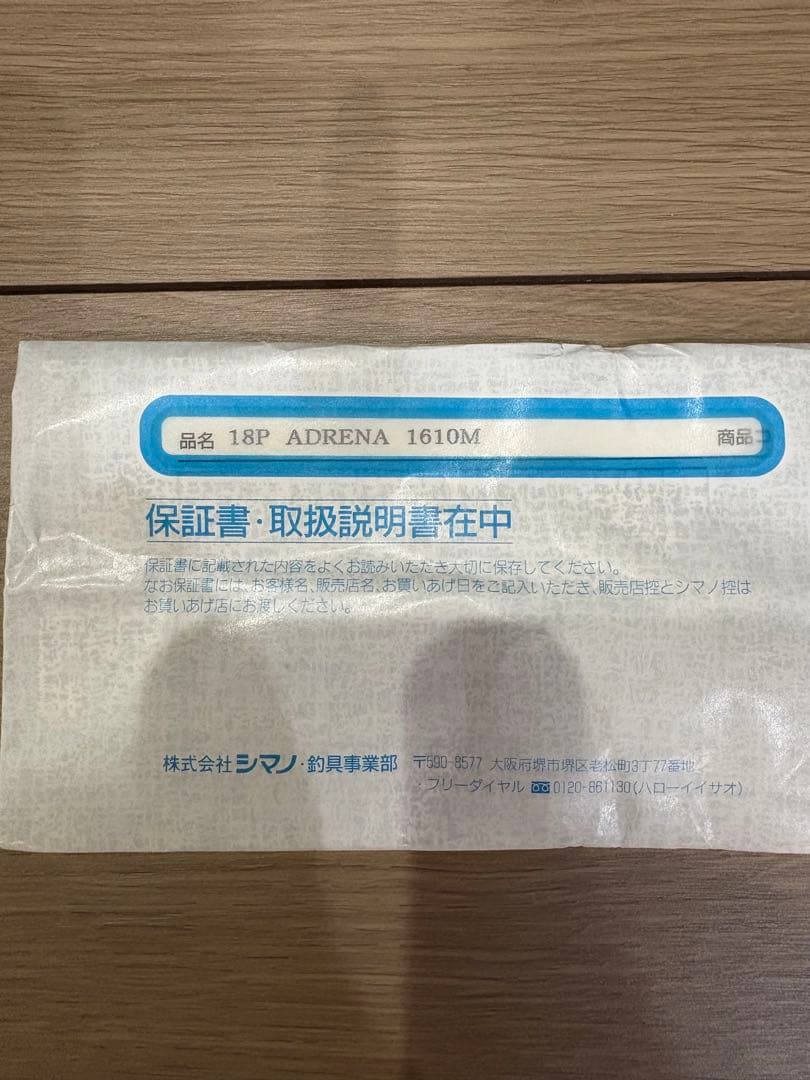 品名 18P ADRENA 1610M 商品コ
保証書・取扱説明書在中
保証書に記載された内容をよくお読みいただき大切に保存してください。
なお保証書には、お客様名、販売店名、お買いあげ日をご記入いただき、販売店控とシマノ控は
お買いあげ店にお渡しください。
株式会社シマノ・釣具事業部 〒590-8577 大阪府堺市堺区老松町3丁77番地
・フリーダイヤル 0120-861130(ハローイイサオ)